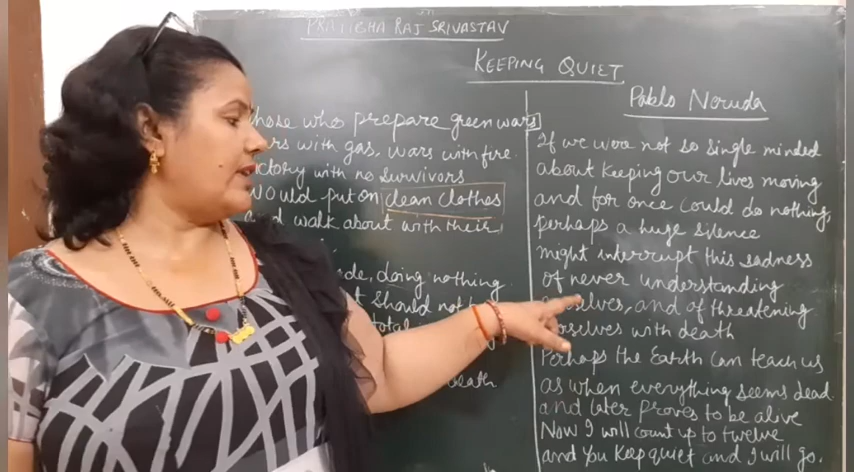 PRATIBHA RAJ SRIVASTAV
KEEPING QUIET
Pablo Neruda
those who prepare green wars
wars with gas, wars with fire
victory with no survivors
would put on clean clothes
and walk about with their
doing nothing
should not
total
death
If we were not so single minded
about keeping our lives moving
and for once could do nothing,
perhaps a huge silence
might interrupt this sadness
of never understanding
ourselves, and of threatening
ourselves with death
Perhaps the Earth can teach us
as when everything seems dead
and later proves to be alive
Now I will count up to twelve
and you keep quiet and I will go.